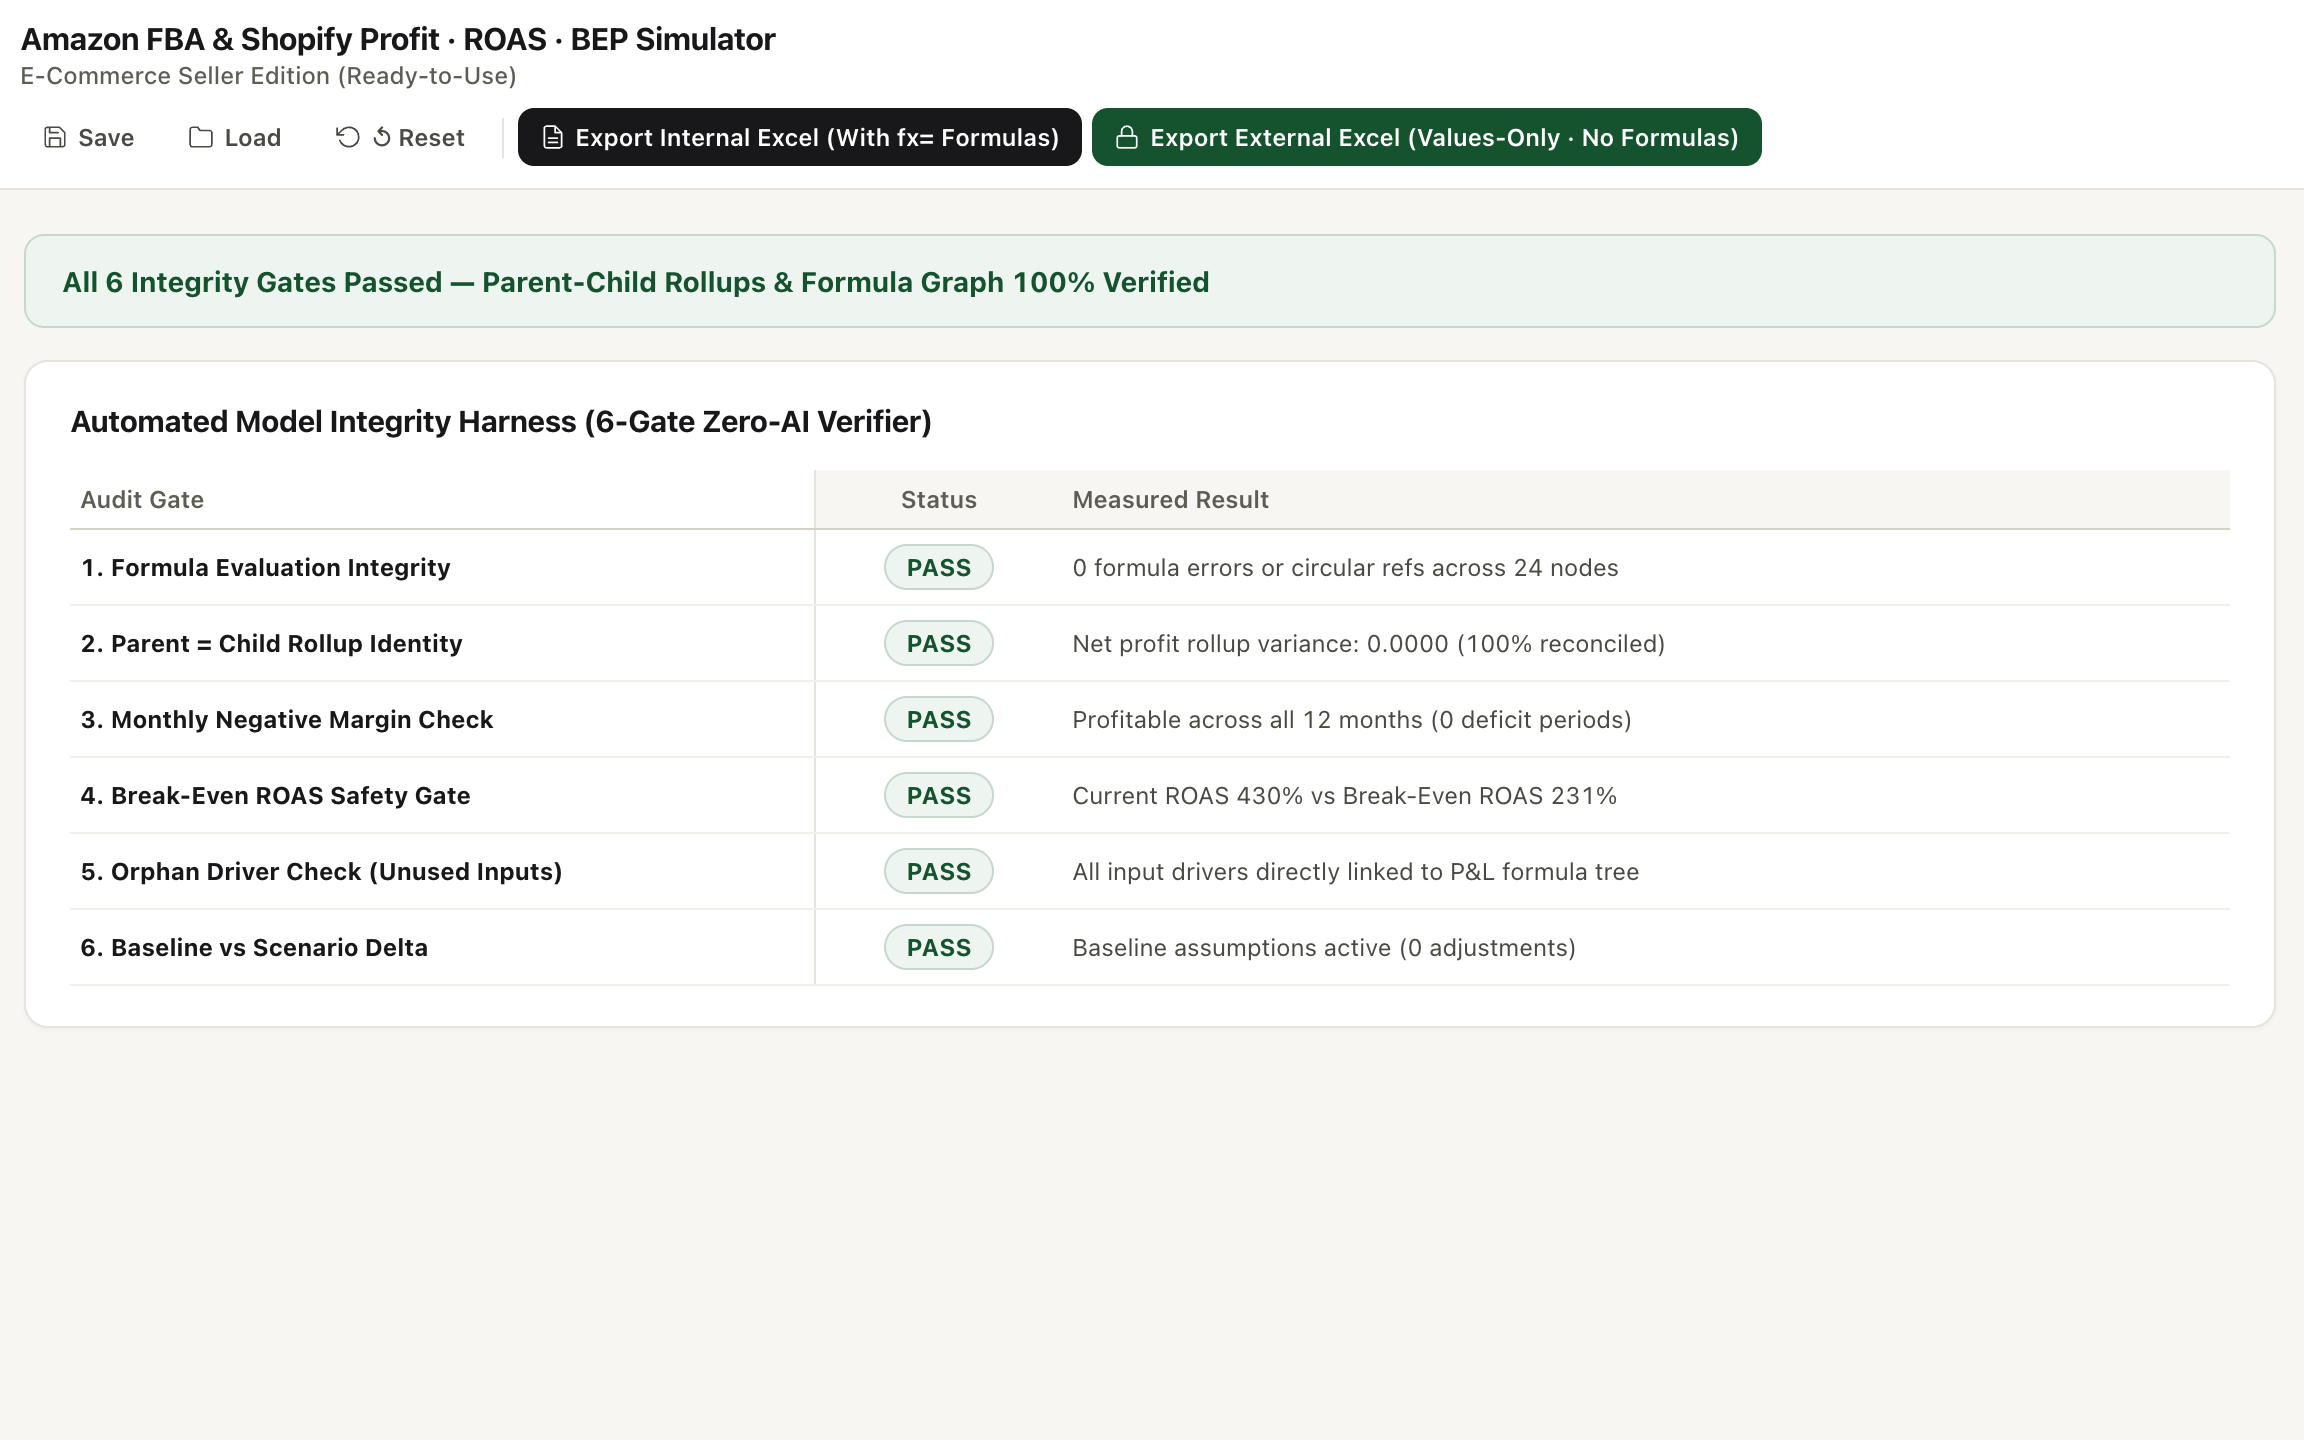 Amazon FBA & Shopify Profit · ROAS · BEP Simulator
E-Commerce Seller Edition (Ready-to-Use)
Save
Load
↺ Reset
Export Internal Excel (With fx= Formulas)
Export External Excel (Values-Only · No Formulas)
All 6 Integrity Gates Passed — Parent-Child Rollups & Formula Graph 100% Verified
Automated Model Integrity Harness (6-Gate Zero-AI Verifier)
Audit Gate Status Measured Result
1. Formula Evaluation Integrity PASS 0 formula errors or circular refs across 24 nodes
2. Parent = Child Rollup Identity PASS Net profit rollup variance: 0.0000 (100% reconciled)
3. Monthly Negative Margin Check PASS Profitable across all 12 months (0 deficit periods)
4. Break-Even ROAS Safety Gate PASS Current ROAS 430% vs Break-Even ROAS 231%
5. Orphan Driver Check (Unused Inputs) PASS All input drivers directly linked to P&L formula tree
6. Baseline vs Scenario Delta PASS Baseline assumptions active (0 adjustments)